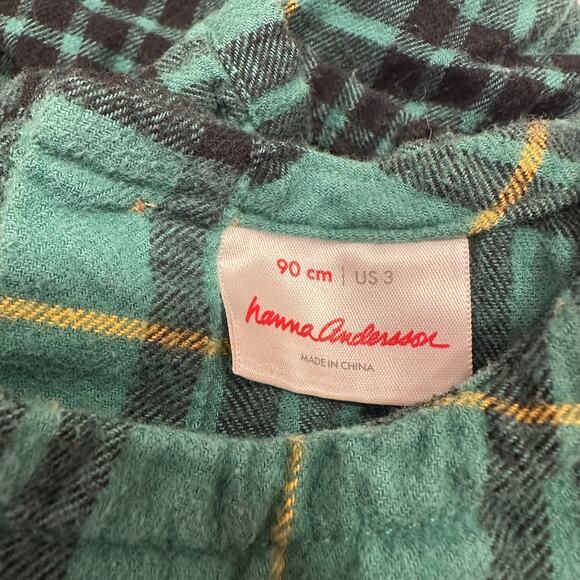 90 cm | US 3
hanna Andersson
MADE IN CHINA